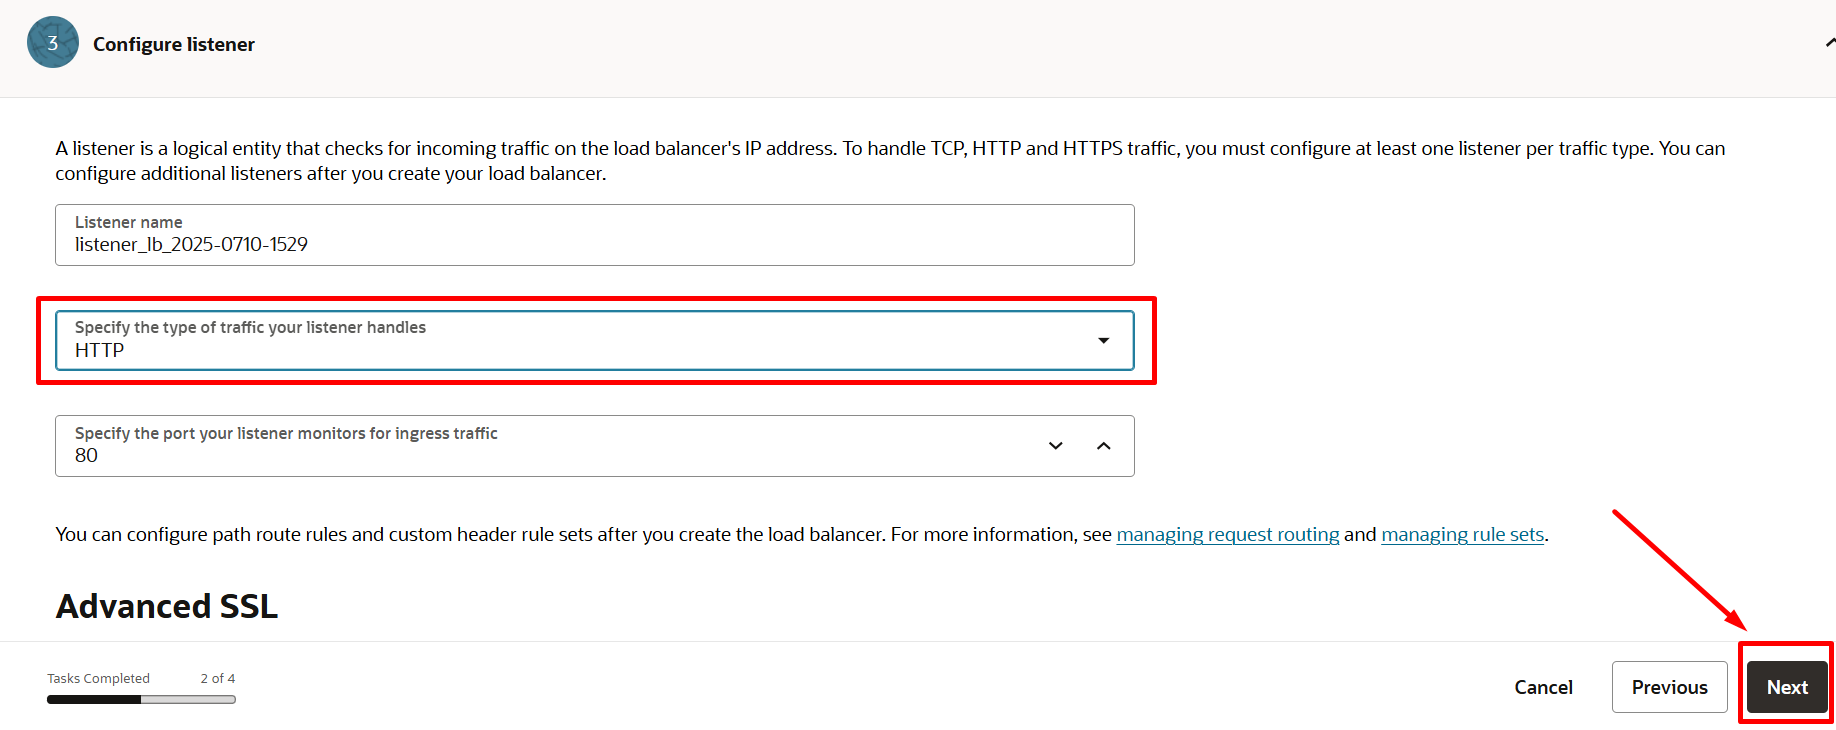 3
Configure listener
A listener is a logical entity that checks for incoming traffic on the load balancer's IP address. To handle TCP, HTTP and HTTPS traffic, you must configure at least one listener per traffic type. You can
configure additional listeners after you create your load balancer.
Listener name
listener_lb_2025-0710-1529
Specify the type of traffic your listener handles
HTTP
Specify the port your listener monitors for ingress traffic
80
You can configure path route rules and custom header rule sets after you create the load balancer. For more information, see managing request routing and managing rule sets.
Advanced SSL
Tasks Completed 2 of 4
Cancel Previous Next